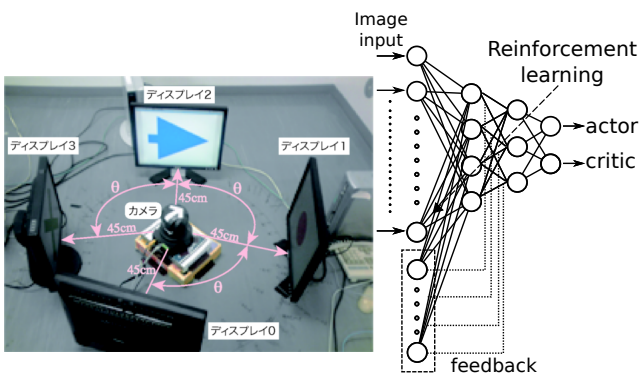 Image
input
Reinforcement
learning
ディスプレイ2
ディスプレイ3
ディスプレイ1
θ
θ
45cm
カメラ
45cm
45cm
45cm
θ
ディスプレイ0
actor
critic
feedback